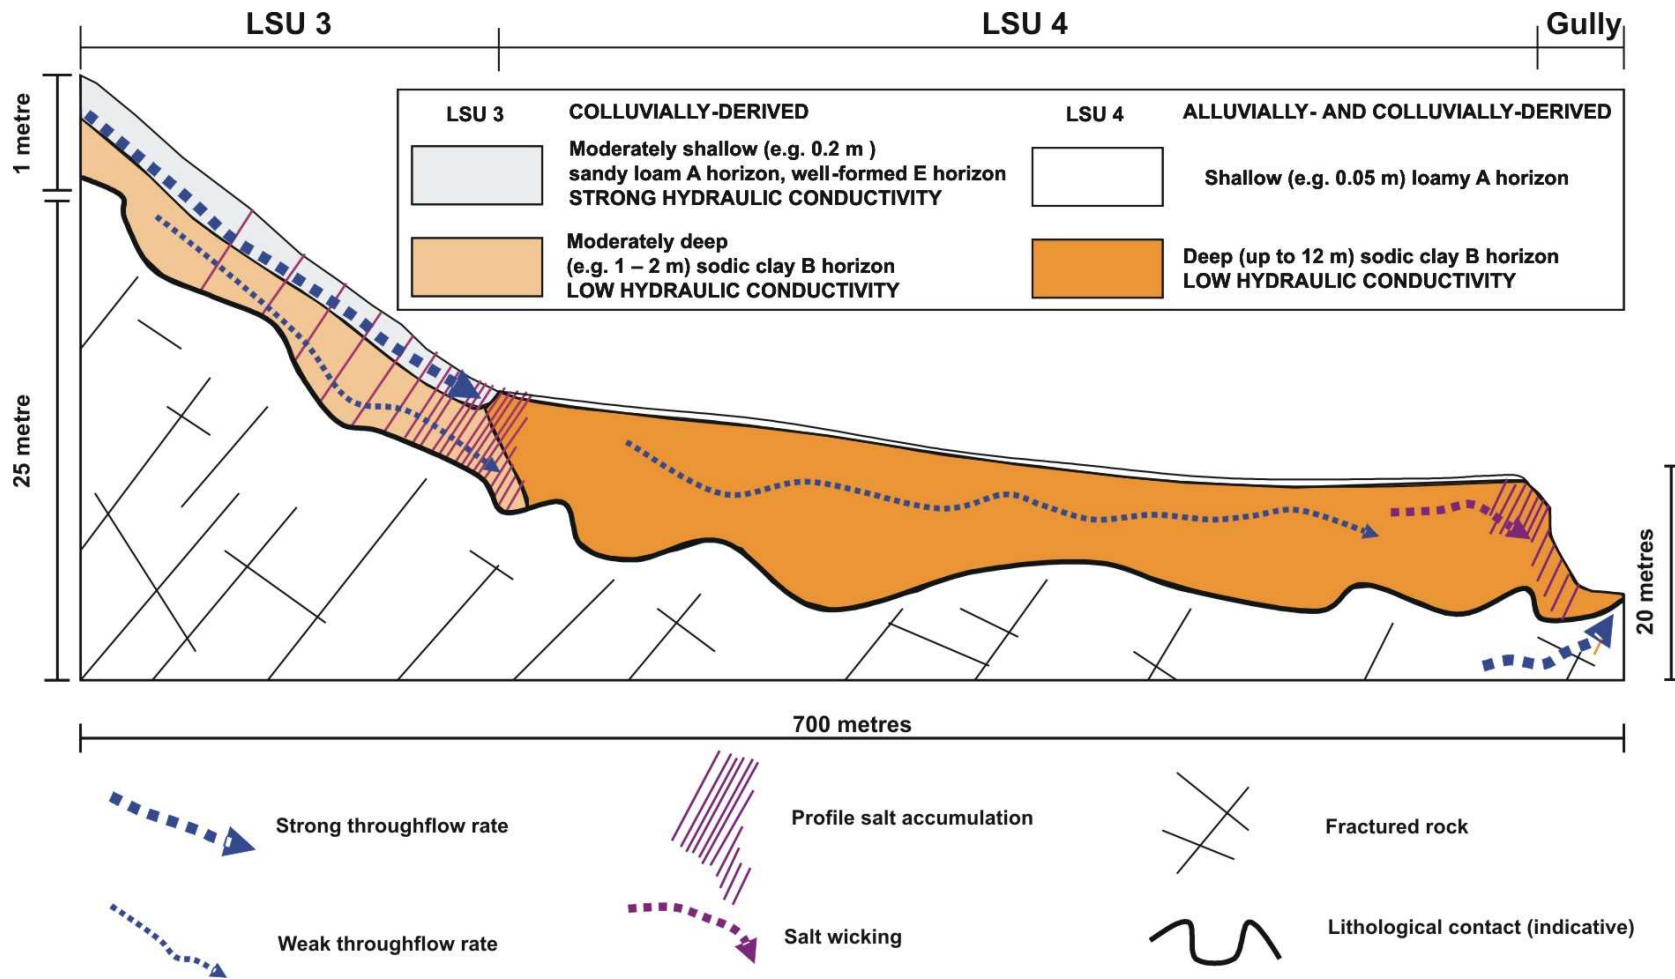 LSU 3
LSU 4
Gully
1 metre
25 metre
20 metres
LSU 3 COLLUVIALLY-DERIVED
Moderately shallow (e.g. 0.2 m )
sandy loam A horizon, well-formed E horizon
STRONG HYDRAULIC CONDUCTIVITY
Moderately deep
(e.g. 1 – 2 m) sodic clay B horizon
LOW HYDRAULIC CONDUCTIVITY
LSU 4 ALLUVIALLY- AND COLLUVIALLY-DERIVED
Shallow (e.g. 0.05 m) loamy A horizon
Deep (up to 12 m) sodic clay B horizon
LOW HYDRAULIC CONDUCTIVITY
700 metres
Strong throughflow rate
Profile salt accumulation
Fractured rock
Weak throughflow rate
Salt wicking
Lithological contact (indicative)